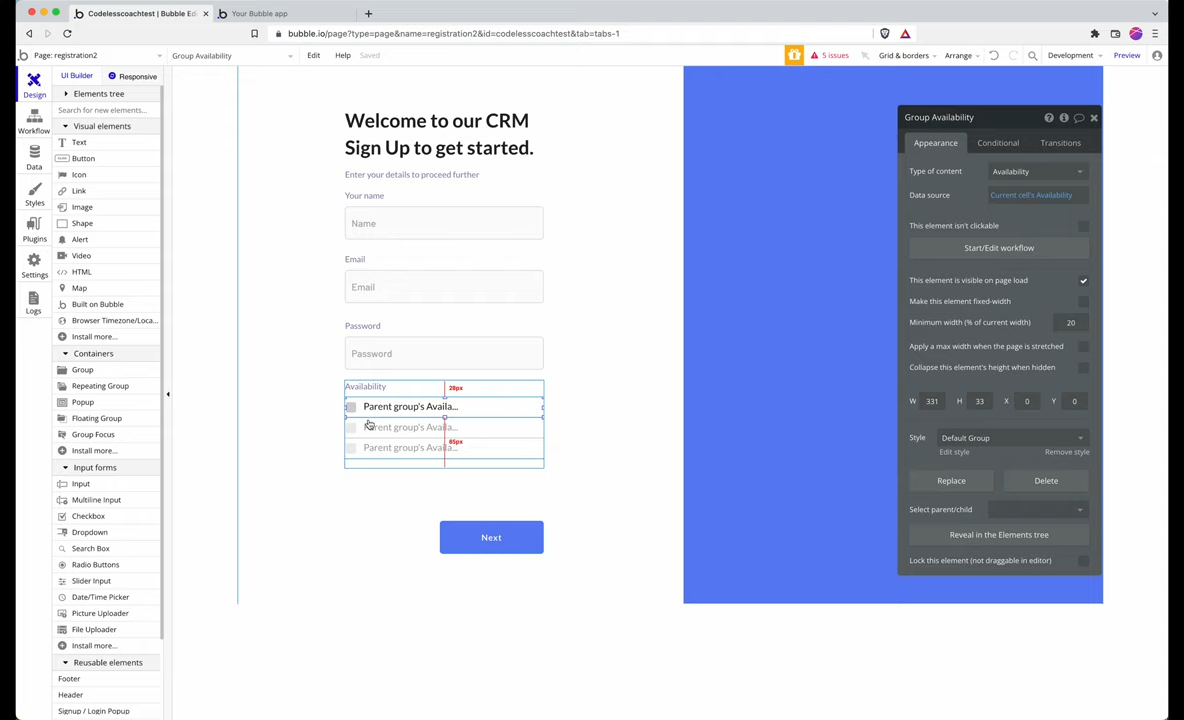 Codelesscoachtest | Bubble Ed
Your Bubble app
bubble.io/page?type=page&name=registration2&id=codelesscoachtest&tab=tabs-1
Page: registration2
Group Availability
Edit
Help
Saved
5 issues
Grid & borders
Arrange
Development
Preview
Design
Workflow
Data
Styles
Plugins
Settings
Logs
UI Builder
Responsive
Elements tree
Search for new elements...
Visual elements
Text
Button
Icon
Link
Image
Shape
Alert
Video
HTML
Map
Built on Bubble
Browser Timezone/Loca...
Install more...
Containers
Group
Repeating Group
Popup
Floating Group
Group Focus
Install more...
Input forms
Input
Multiline Input
Checkbox
Dropdown
Search Box
Radio Buttons
Slider Input
Date/Time Picker
Picture Uploader
File Uploader
Install more...
Reusable elements
Footer
Header
Signup / Login Popup
Welcome to our CRM
Sign Up to get started.
Enter your details to proceed further
Your name
Name
Email
Email
Password
Password
Availability
28px
Parent group's Availa...
Parent group's Availa...
85px
Parent group's Availa...
Next
Group Availability
Appearance
Conditional
Transitions
Type of content
Availability
Data source
Current cell's Availability
This element isn't clickable
Start/Edit workflow
This element is visible on page load
Make this element fixed-width
Minimum width (% of current width)
20
Apply a max width when the page is stretched
Collapse this element's height when hidden
W 331 H 33 X 0 Y 0
Style
Default Group
Edit style
Remove style
Replace
Delete
Select parent/child
Reveal in the Elements tree
Lock this element (not draggable in editor)